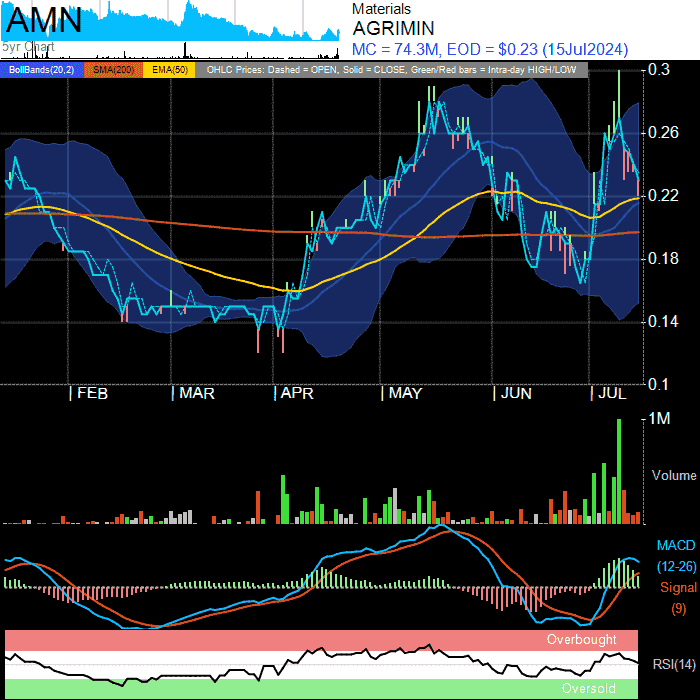 AMN
5yr Chart
Materials
AGRIMIN
MC = 74.3M, EOD = $0.23 (15Jul2024)
BollBands(20,2) SMA(200) EMA(50) OHLC Prices: Dashed = OPEN, Solid = CLOSE, Green/Red bars = Intra-day HIGH/LOW
0.3
0.26
0.22
0.18
0.14
0.1
FEB MAR APR MAY JUN JUL
1M
Volume
MACD
(12-26)
Signal
(9)
Overbought
RSI(14)
Oversold